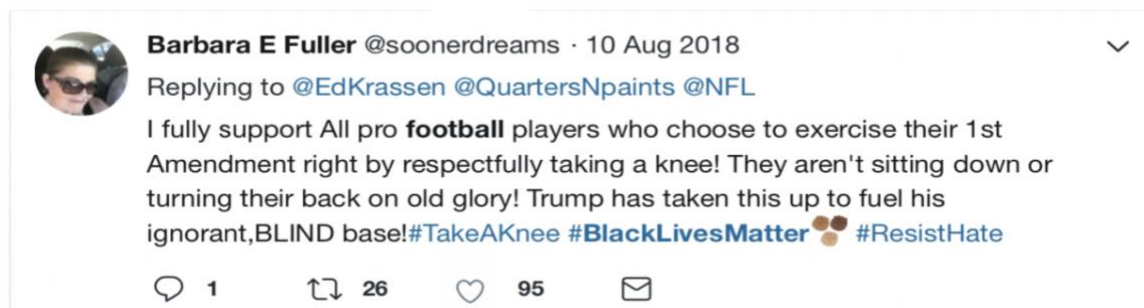 Barbara E Fuller @soonerdreams · 10 Aug 2018
Replying to @EdKrassen @QuartersNpaints @NFL
I fully support All pro football players who choose to exercise their 1st
Amendment right by respectfully taking a knee! They aren't sitting down or
turning their back on old glory! Trump has taken this up to fuel his
ignorant,BLIND base!#TakeAKnee #BlackLivesMatter #ResistHate
1 26 95